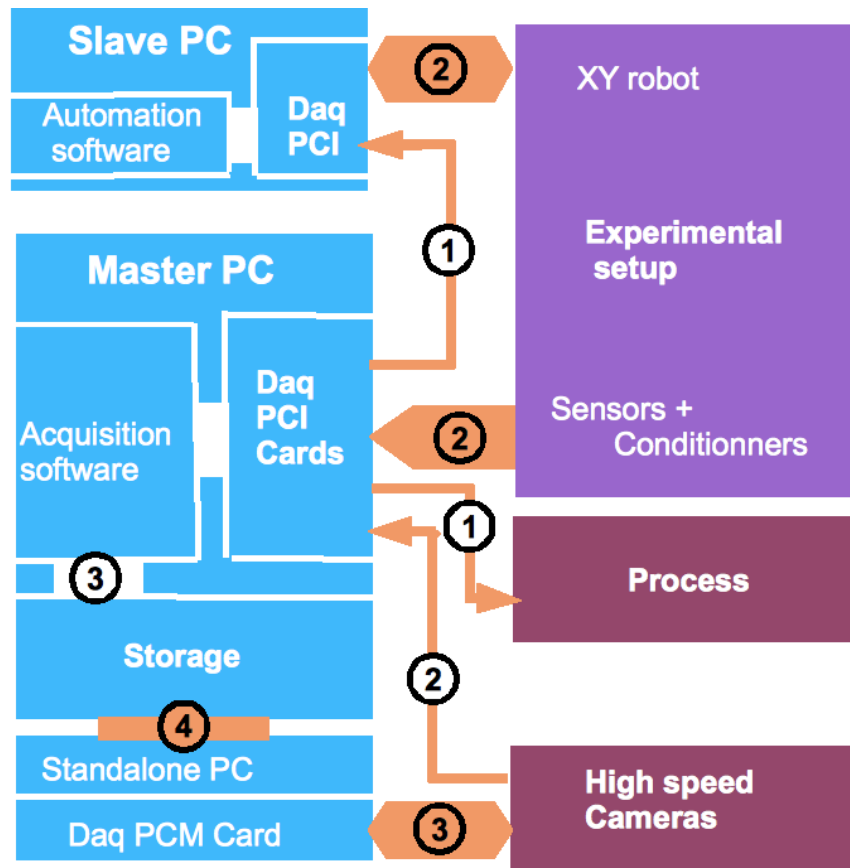 Slave PC
Automation
software
Daq
PCI
2
XY robot
1
Experimental
setup
Master PC
Acquisition
software
Daq
PCI
Cards
2
Sensors +
Conditionners
1
Process
3
Storage
2
4
Standalone PC
Daq PCM Card
3
High speed
Cameras